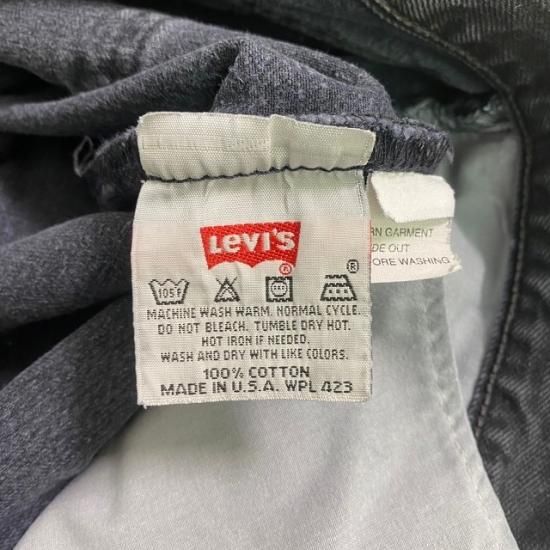 Levi's
®
®
105°F
MACHINE WASH WARM. NORMAL CYCLE.
DO NOT BLEACH. TUMBLE DRY HOT.
HOT IRON IF NEEDED.
WASH AND DRY WITH LIKE COLORS.
100% COTTON
MADE IN U.S.A. WPL 423
RN GARMENT
DE OUT
ORE WASHING